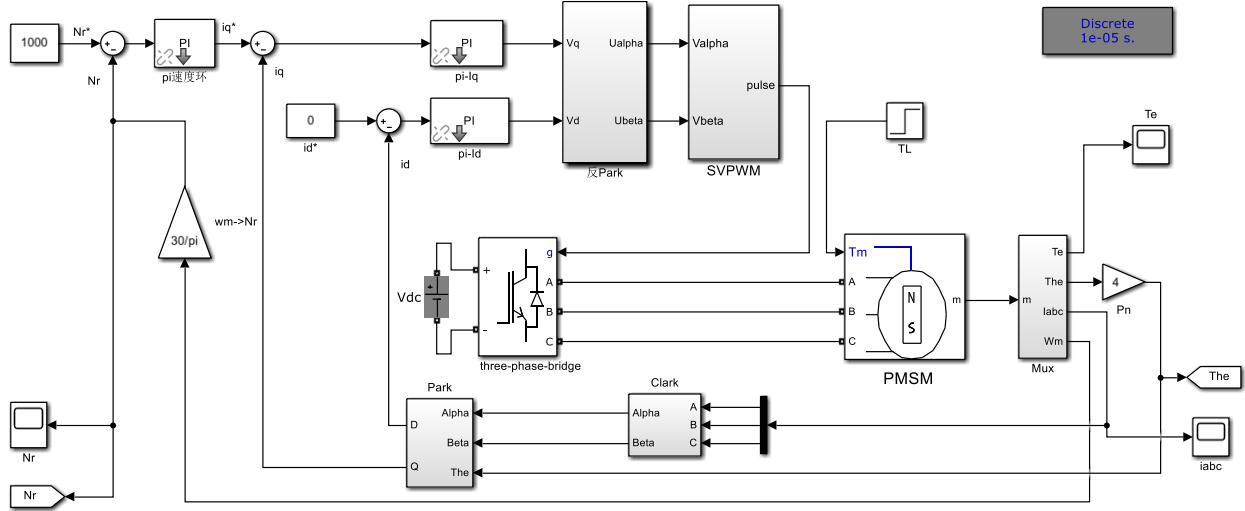 1000
Nr*
+
-
Nr
PI
pi速度环
iq*
+
-
iq
PI
pi-Iq
0
id*
+
-
id
PI
pi-Id
Vq
Ualpha
Vd
Ubeta
反Park
Valpha
pulse
Vbeta
SVPWM
Discrete
1e-05 s.
TL
Te
30/pi
wm->Nr
Vdc
+
+
-
g
A
B
C
three-phase-bridge
Tm
A
B
C
N
S
m
PMSM
m
Te
The
Iabc
Wm
Mux
4
Pn
The
Park
Alpha
D
Beta
Q
The
Clark
Alpha
A
B
Beta
C
iabc
Nr
Nr